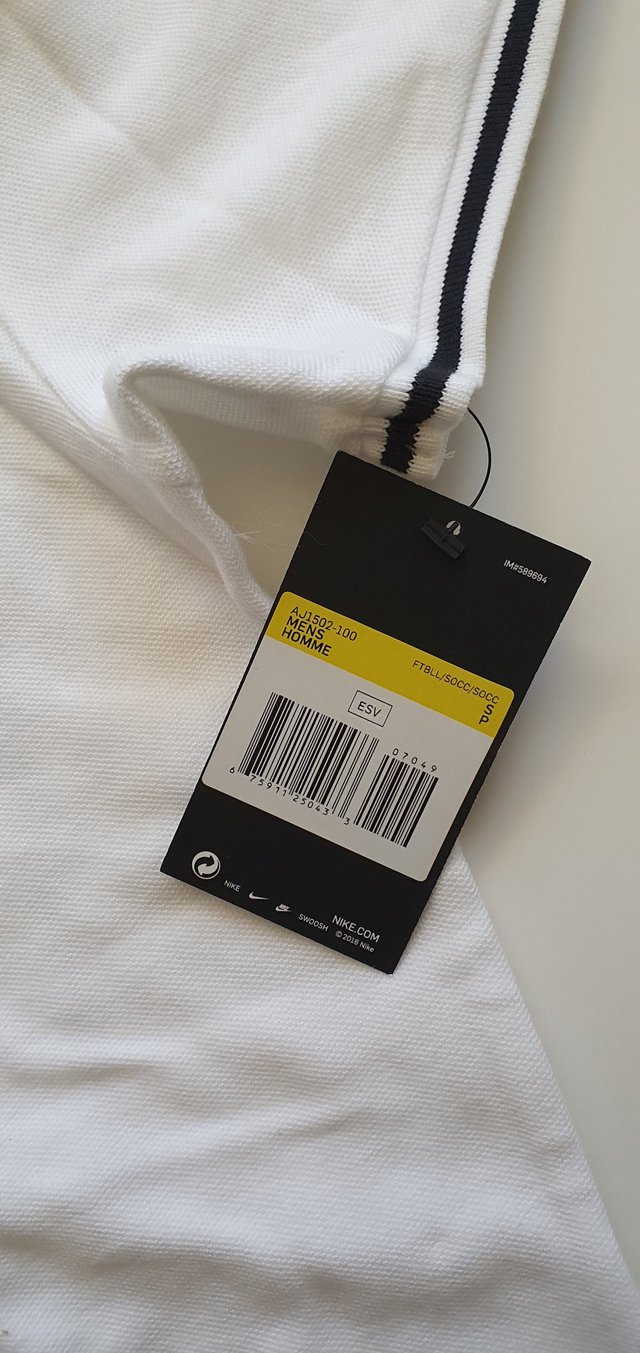 IM#589694
AJ1502-100
MENS
HOMME
FTBLL/SOCC/SOCC
S
P
ESV
07049
6 75911 25043 3
NIKE
SWOOSH
NIKE.COM
© 2016 Nike